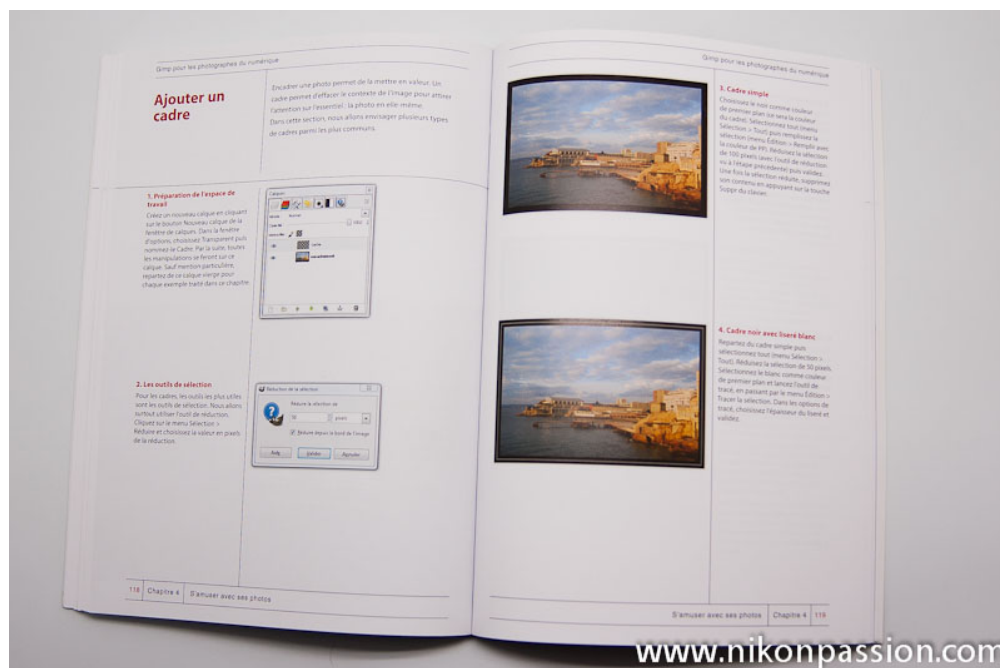 Gimp pour les photographes du numérique
Ajouter un
cadre
Encadrer une photo permet de la mettre en valeur. Un
cadre permet d'effacer le contexte de l'image pour attirer
l'attention sur l'essentiel : la photo en elle-même.
Dans cette section, nous allons envisager plusieurs types
de cadres parmi les plus communs.
1. Préparation de l'espace de
travail
Créez un nouveau calque en cliquant
sur le bouton Nouveau calque de la
fenêtre de calques. Dans la fenêtre
d'options, choisissez Transparent puis
nommez-le Cadre. Par la suite, toutes
les manipulations se feront sur ce
calque. Sauf mention particulière,
repartez de ce calque vierge pour
chaque exemple traité dans ce chapitre.
2. Les outils de sélection
Pour les cadres, les outils les plus utiles
sont les outils de sélection. Nous allons
surtout utiliser l'outil de réduction.
Cliquez sur le menu Sélection >
Réduire et choisissez la valeur en pixels
de la réduction.
Réduction de la sélection
Réduire la sélection de
pixels
Réduire depuis le bord de l'image
Aide
Valider
Annuler
118 Chapitre 4 S'amuser avec ses photos
Gimp pour les photographes du numérique
3. Cadre simple
Choisissez le noir comme couleur
de premier plan (ce sera la couleur
du cadre). Sélectionnez tout (menu
Sélection > Tout) puis remplissez la
sélection (menu Édition > Remplir avec
la couleur de PP). Réduisez la sélection
de 100 pixels (avec l'outil de réduction
vu à l'étape précédente) puis validez.
Une fois la sélection réduite, supprimez
son contenu en appuyant sur la touche
Suppr du clavier.
4. Cadre noir avec liseré blanc
Repartez du cadre simple puis
sélectionnez tout (menu Sélection >
Tout). Réduisez la sélection de 50 pixels.
Sélectionnez le blanc comme couleur
de premier plan et lancez l'outil de
tracé, en passant par le menu Édition >
Tracer la sélection. Dans les options de
tracé, choisissez l'épaisseur du liseré et
validez.
S'amuser avec ses photos Chapitre 4 119
www.nikonpassion.com